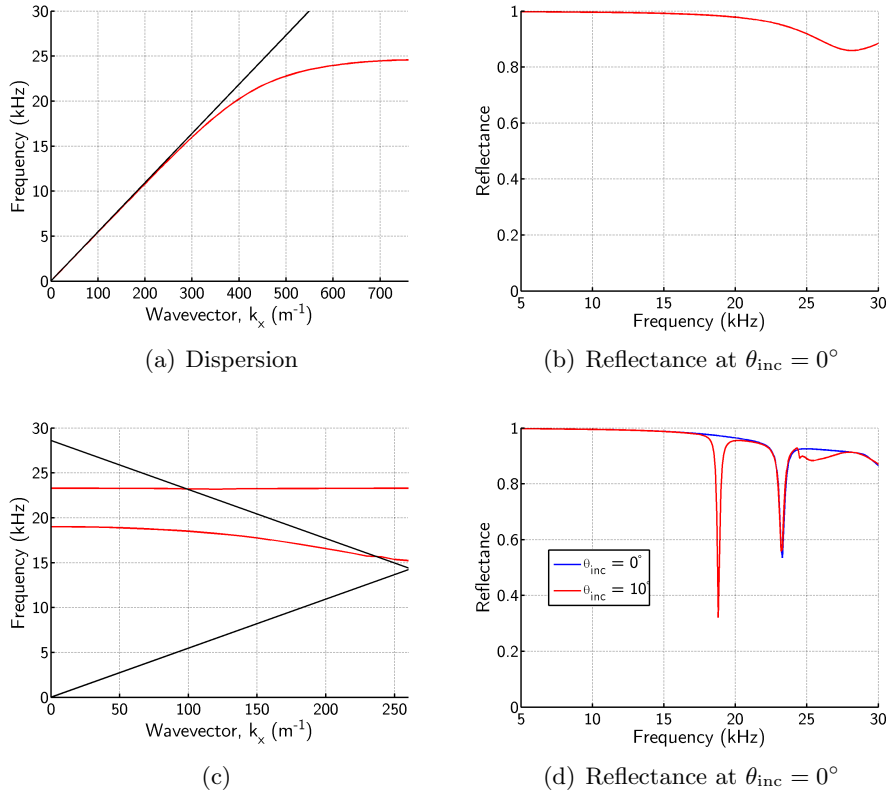 30
25
20
15
10
5
0
Frequency (kHz)
0 100 200 300 400 500 600 700
Wavevector, k_x (m^-1)
(a) Dispersion
1
0.8
0.6
0.4
0.2
0
Reflectance
5 10 15 20 25 30
Frequency (kHz)
(b) Reflectance at θ_inc = 0°
30
25
20
15
10
5
0
Frequency (kHz)
0 50 100 150 200 250
Wavevector, k_x (m^-1)
(c)
1
0.8
0.6
0.4
0.2
0
Reflectance
θ_inc = 0°
θ_inc = 10°
5 10 15 20 25 30
Frequency (kHz)
(d) Reflectance at θ_inc = 0°